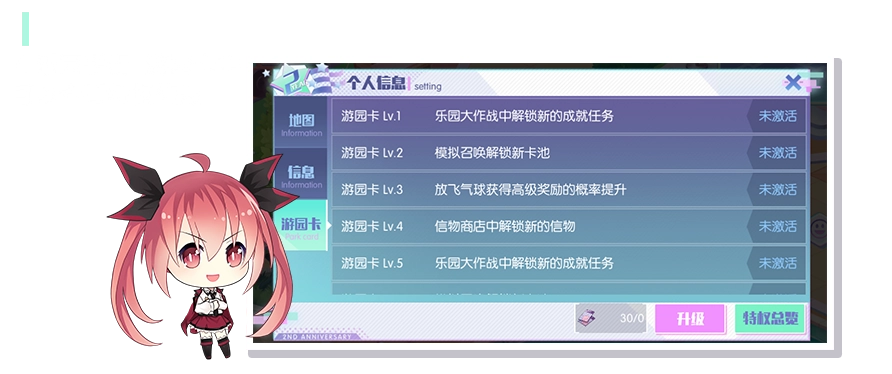 个人信息 setting
地图
Information
信息
Information
游园卡
Park card
游园卡 Lv.1 乐园大作战中解锁新的成就任务 未激活
游园卡 Lv.2 模拟召唤解锁新卡池 未激活
游园卡 Lv.3 放飞气球获得高级奖励的概率提升 未激活
游园卡 Lv.4 信物商店中解锁新的信物 未激活
游园卡 Lv.5 乐园大作战中解锁新的成就任务 未激活
30/0 升级 特权总览
2ND ANNIVERSARY